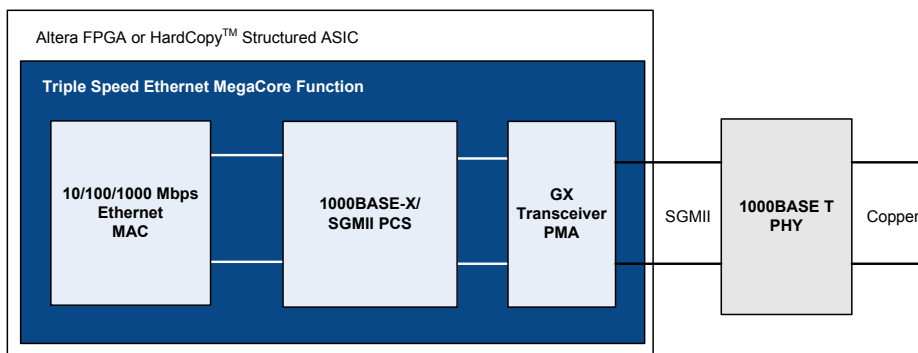 Altera FPGA or HardCopy™ Structured ASIC
Triple Speed Ethernet MegaCore Function
10/100/1000 Mbps
Ethernet
MAC
1000BASE-X/
SGMII PCS
GX
Transceiver
PMA
SGMII
1000BASE T
PHY
Copper